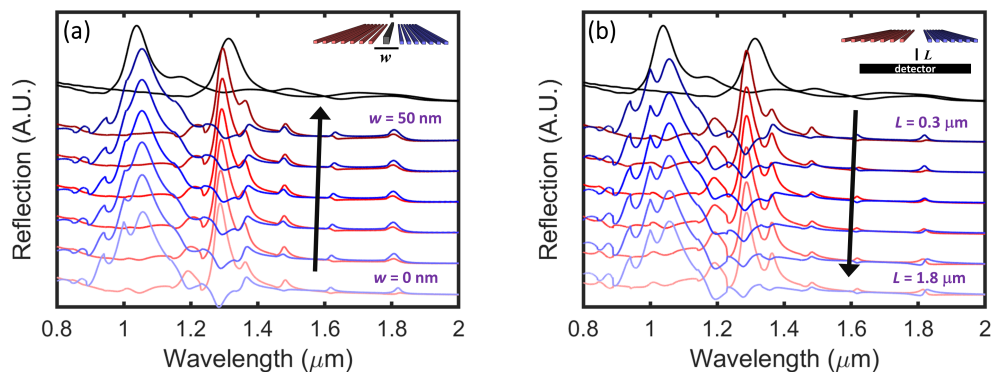 (a)
w
w = 50 nm
w = 0 nm
Reflection (A.U.)
0.8 1 1.2 1.4 1.6 1.8 2
Wavelength (μm)
(b)
L
detector
L = 0.3 μm
L = 1.8 μm
Reflection (A.U.)
0.8 1 1.2 1.4 1.6 1.8 2
Wavelength (μm)